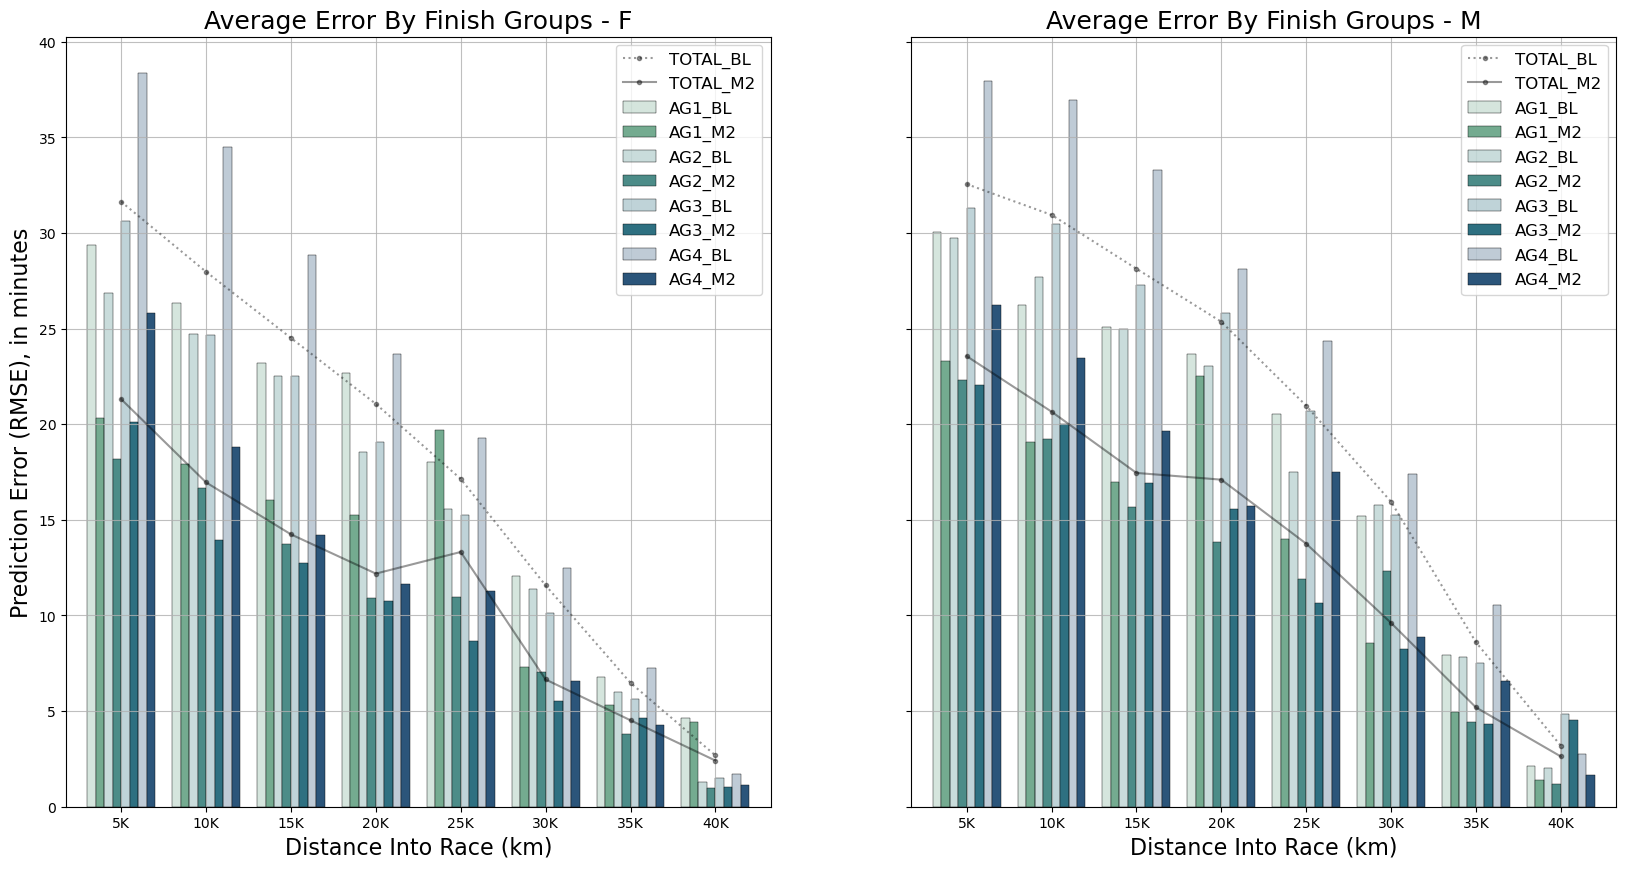 Average Error By Finish Groups - F
Prediction Error (RMSE), in minutes
40
35
30
25
20
15
10
5
0
TOTAL_BL
TOTAL_M2
AG1_BL
AG1_M2
AG2_BL
AG2_M2
AG3_BL
AG3_M2
AG4_BL
AG4_M2
5K 10K 15K 20K 25K 30K 35K 40K
Distance Into Race (km)
Average Error By Finish Groups - M
TOTAL_BL
TOTAL_M2
AG1_BL
AG1_M2
AG2_BL
AG2_M2
AG3_BL
AG3_M2
AG4_BL
AG4_M2
5K 10K 15K 20K 25K 30K 35K 40K
Distance Into Race (km)